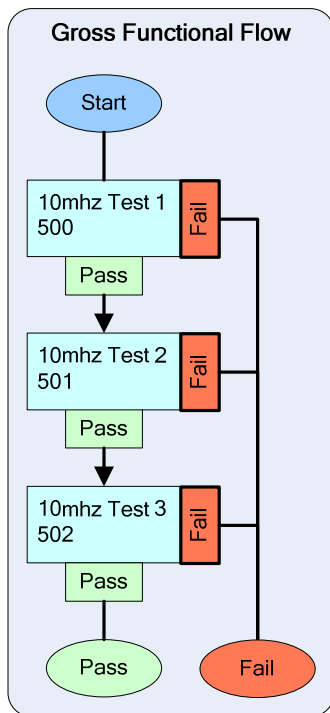 Gross Functional Flow
Start
10mhz Test 1
500
Fail
Pass
10mhz Test 2
501
Fail
Pass
10mhz Test 3
502
Fail
Pass
Pass
Fail